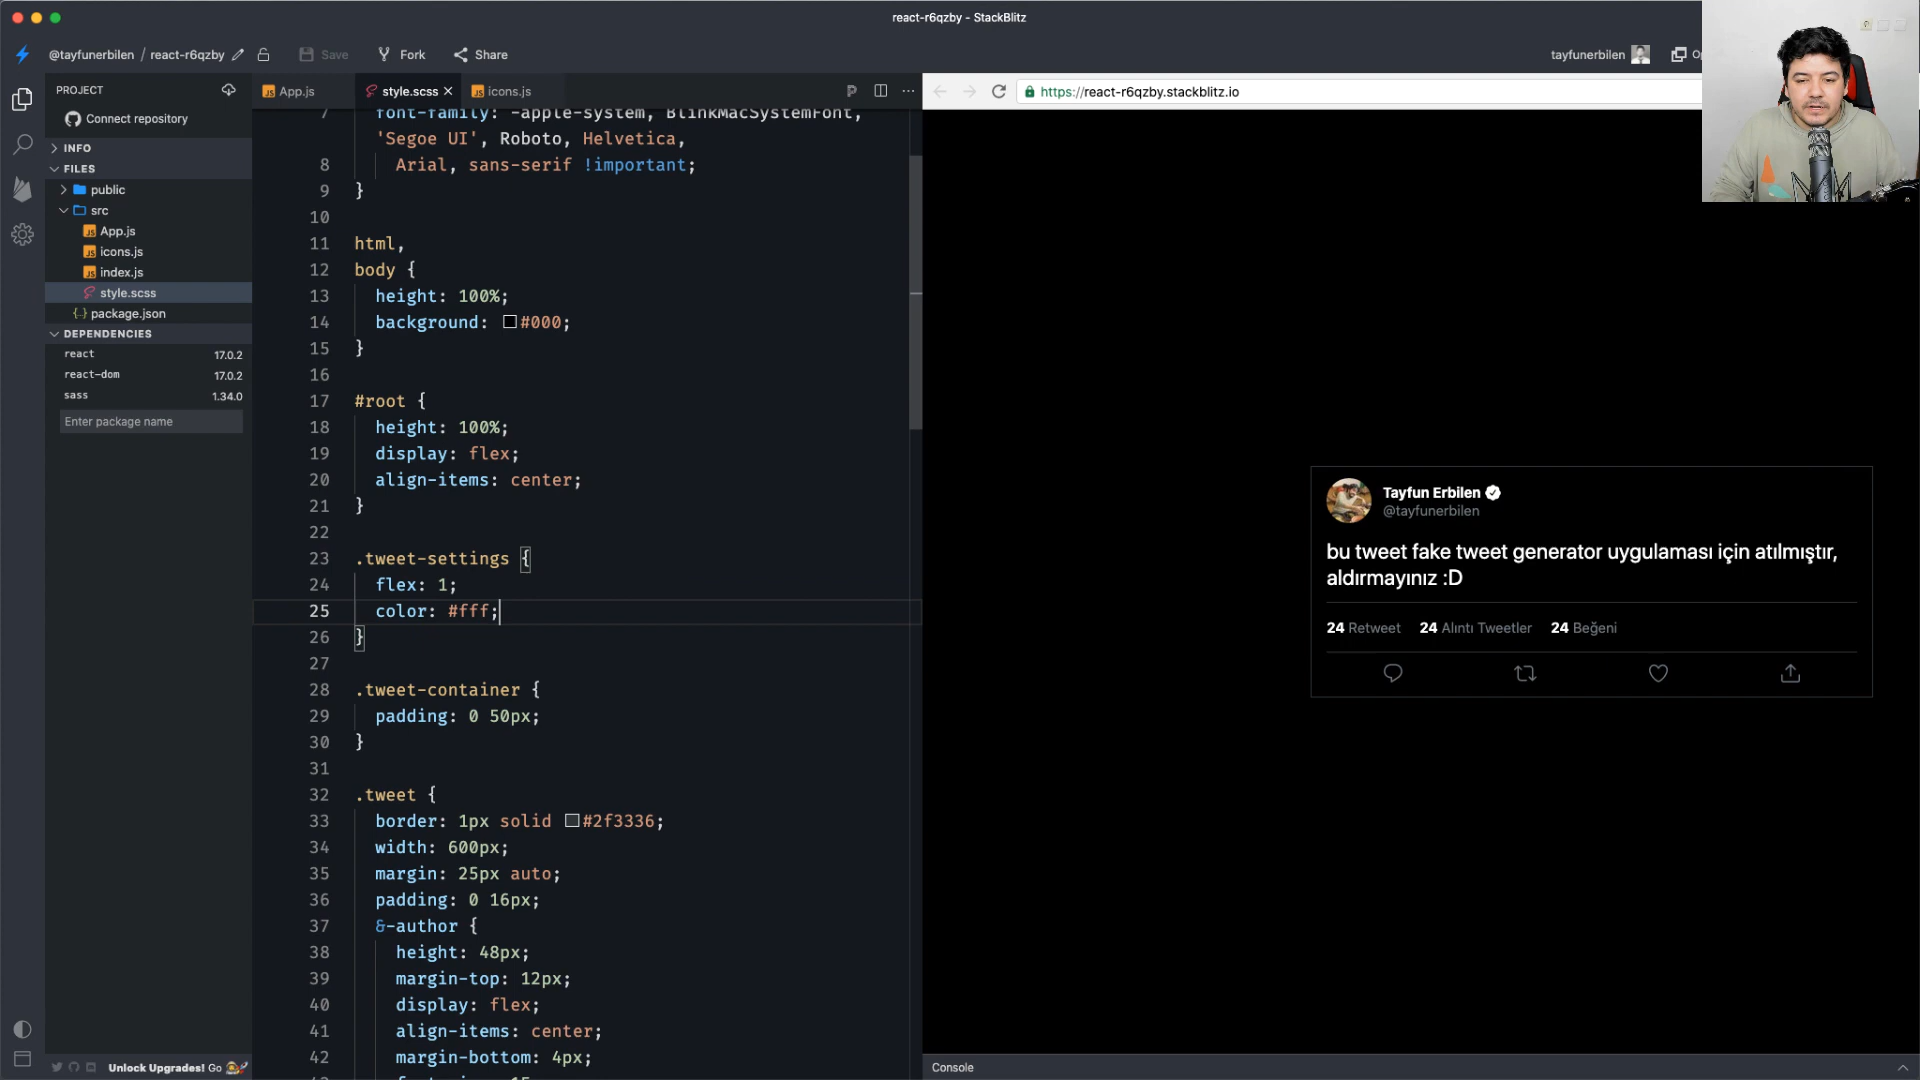 react-r6qzby - StackBlitz
@tayfunerbilen / react-r6qzby
Save
Fork
Share
tayfunerbilen
PROJECT
Connect repository
INFO
FILES
public
src
App.js
icons.js
index.js
style.scss
package.json
DEPENDENCIES
react 17.0.2
react-dom 17.0.2
sass 1.34.0
Enter package name
Unlock Upgrades! Go
App.js
style.scss
icons.js
7 font-family: -apple-system, BlinkMacSystemFont,
'Segoe UI', Roboto, Helvetica,
8 Arial, sans-serif !important;
9 }
10
11 html,
12 body {
13 height: 100%;
14 background: #000;
15 }
16
17 #root {
18 height: 100%;
19 display: flex;
20 align-items: center;
21 }
22
23 .tweet-settings {
24 flex: 1;
25 color: #fff;
26 }
27
28 .tweet-container {
29 padding: 0 50px;
30 }
31
32 .tweet {
33 border: 1px solid #2f3336;
34 width: 600px;
35 margin: 25px auto;
36 padding: 0 16px;
37 &-author {
38 height: 48px;
39 margin-top: 12px;
40 display: flex;
41 align-items: center;
42 margin-bottom: 4px;
https://react-r6qzby.stackblitz.io
Tayfun Erbilen
@tayfunerbilen
bu tweet fake tweet generator uygulaması için atılmıştır,
aldırmayınız :D
24 Retweet 24 Alıntı Tweetler 24 Beğeni
Console